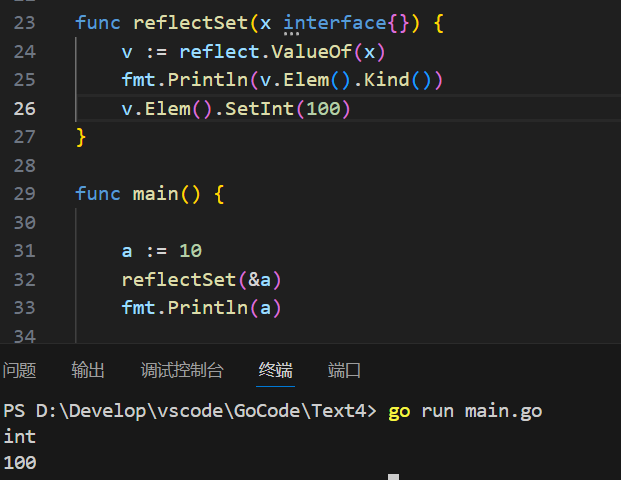 23 func reflectSet(x interface{}) {
24     v := reflect.ValueOf(x)
25     fmt.Println(v.Elem().Kind())
26     v.Elem().SetInt(100)
27 }
28
29 func main() {
30
31     a := 10
32     reflectSet(&a)
33     fmt.Println(a)
34
问题 输出 调试控制台 终端 端口
PS D:\Develop\vscode\GoCode\Text4> go run main.go
int
100